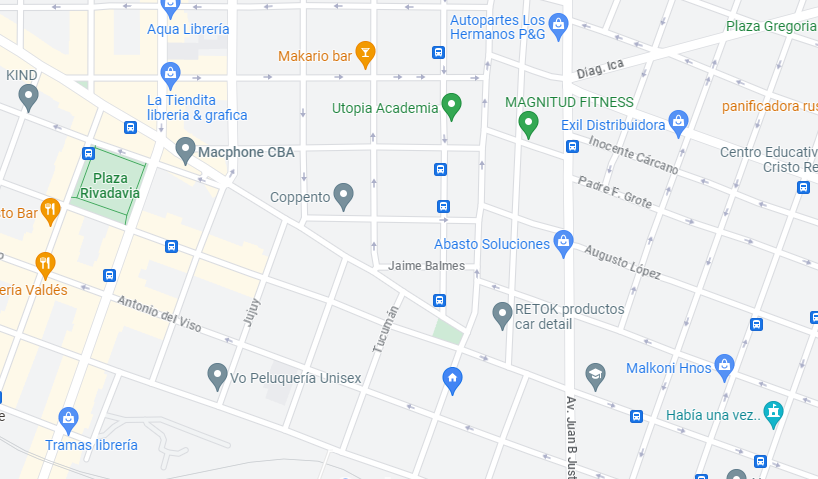 Aqua Librería
Autopartes Los
Hermanos P&G
Plaza Gregoria
Makario bar
Diag. Ica
KIND
La Tiendita
libreria & grafica
Utopia Academia
MAGNITUD FITNESS
Exil Distribuidora
panificadora rus
Macphone CBA
Inocente Cárcano
Centro Educativ
Cristo Re
Plaza
Rivadavia
Padre F. Grote
Coppento
sto Bar
Abasto Soluciones
Augusto López
Jaime Balmes
ería Valdés
Antonio del Viso
Jujuy
Tucumán
RETOK productos
car detail
Vo Peluquería Unisex
Malkoni Hnos
Av. Juan B Just
Había una vez..
Tramas librería